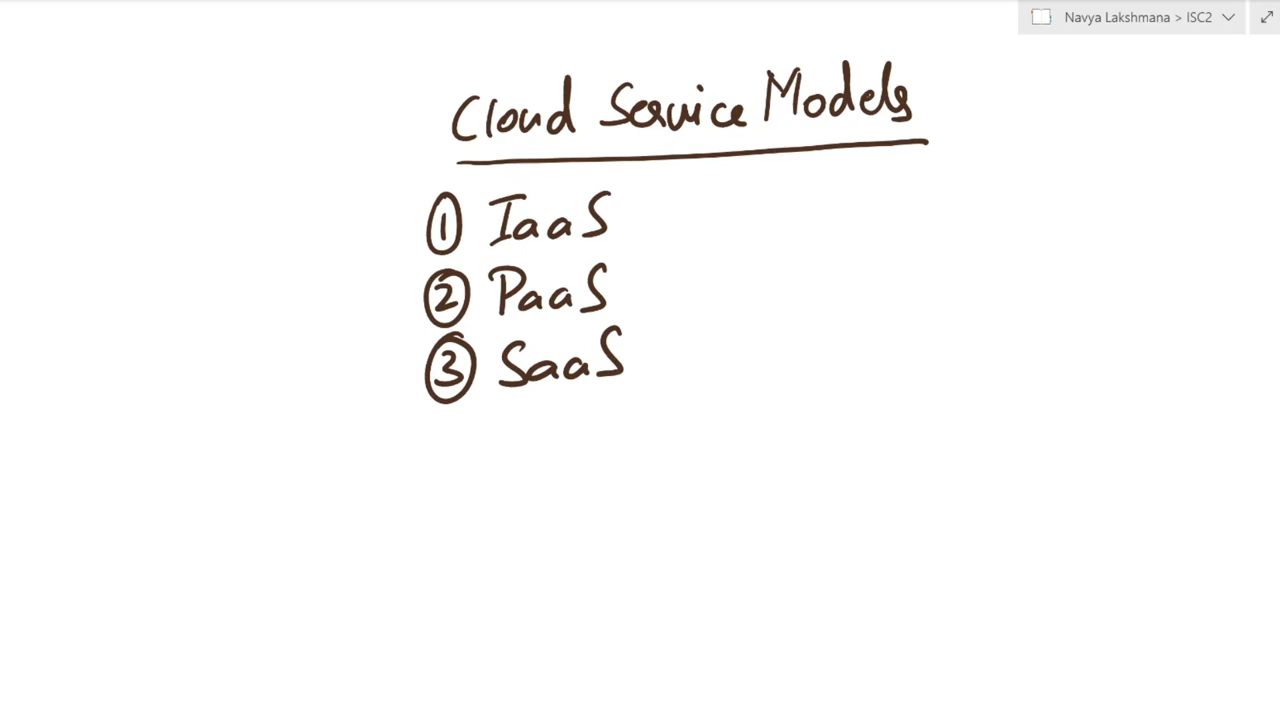 Navya Lakshmana > ISC2
Cloud Service Models
① IaaS
② PaaS
③ SaaS